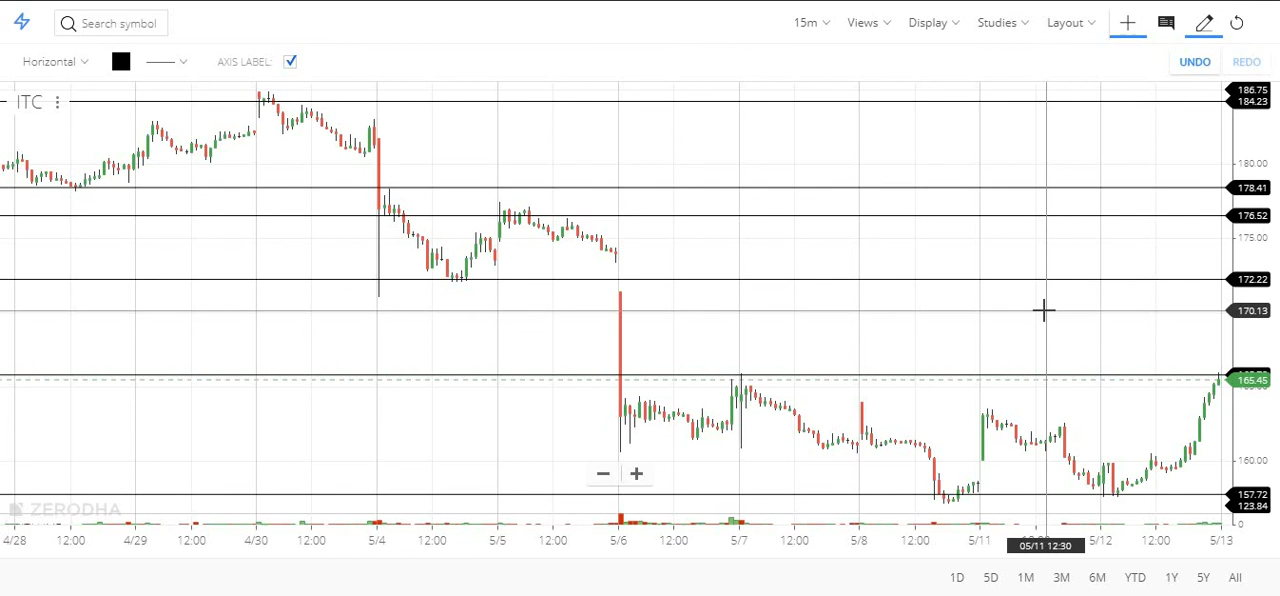 Search symbol 15m Views Display Studies Layout
Horizontal AXIS LABEL: UNDO REDO
ITC
186.75
184.23
180.00
178.41
176.52
175.00
172.22
170.13
165.45
160.00
157.72
123.84
0
ZERODHA
4/28 12:00 4/29 12:00 4/30 12:00 5/4 12:00 5/5 12:00 5/6 12:00 5/7 12:00 5/8 12:00 5/11 5/12 12:00 5/13
05/11 12:30
1D 5D 1M 3M 6M YTD 1Y 5Y All